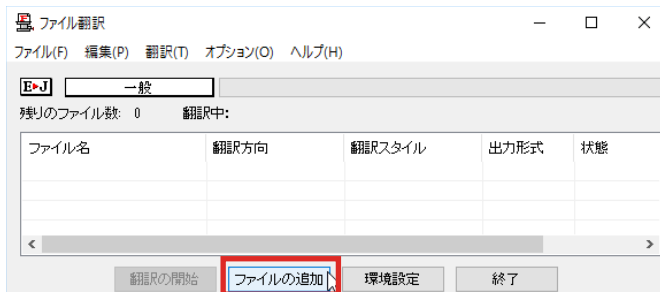 ファイル翻訳
ファイル(F) 編集(P) 翻訳(T) オプション(O) ヘルプ(H)
E▸J 一般
残りのファイル数: 0 翻訳中:
ファイル名 翻訳方向 翻訳スタイル 出力形式 状態
翻訳の開始 ファイルの追加 環境設定 終了